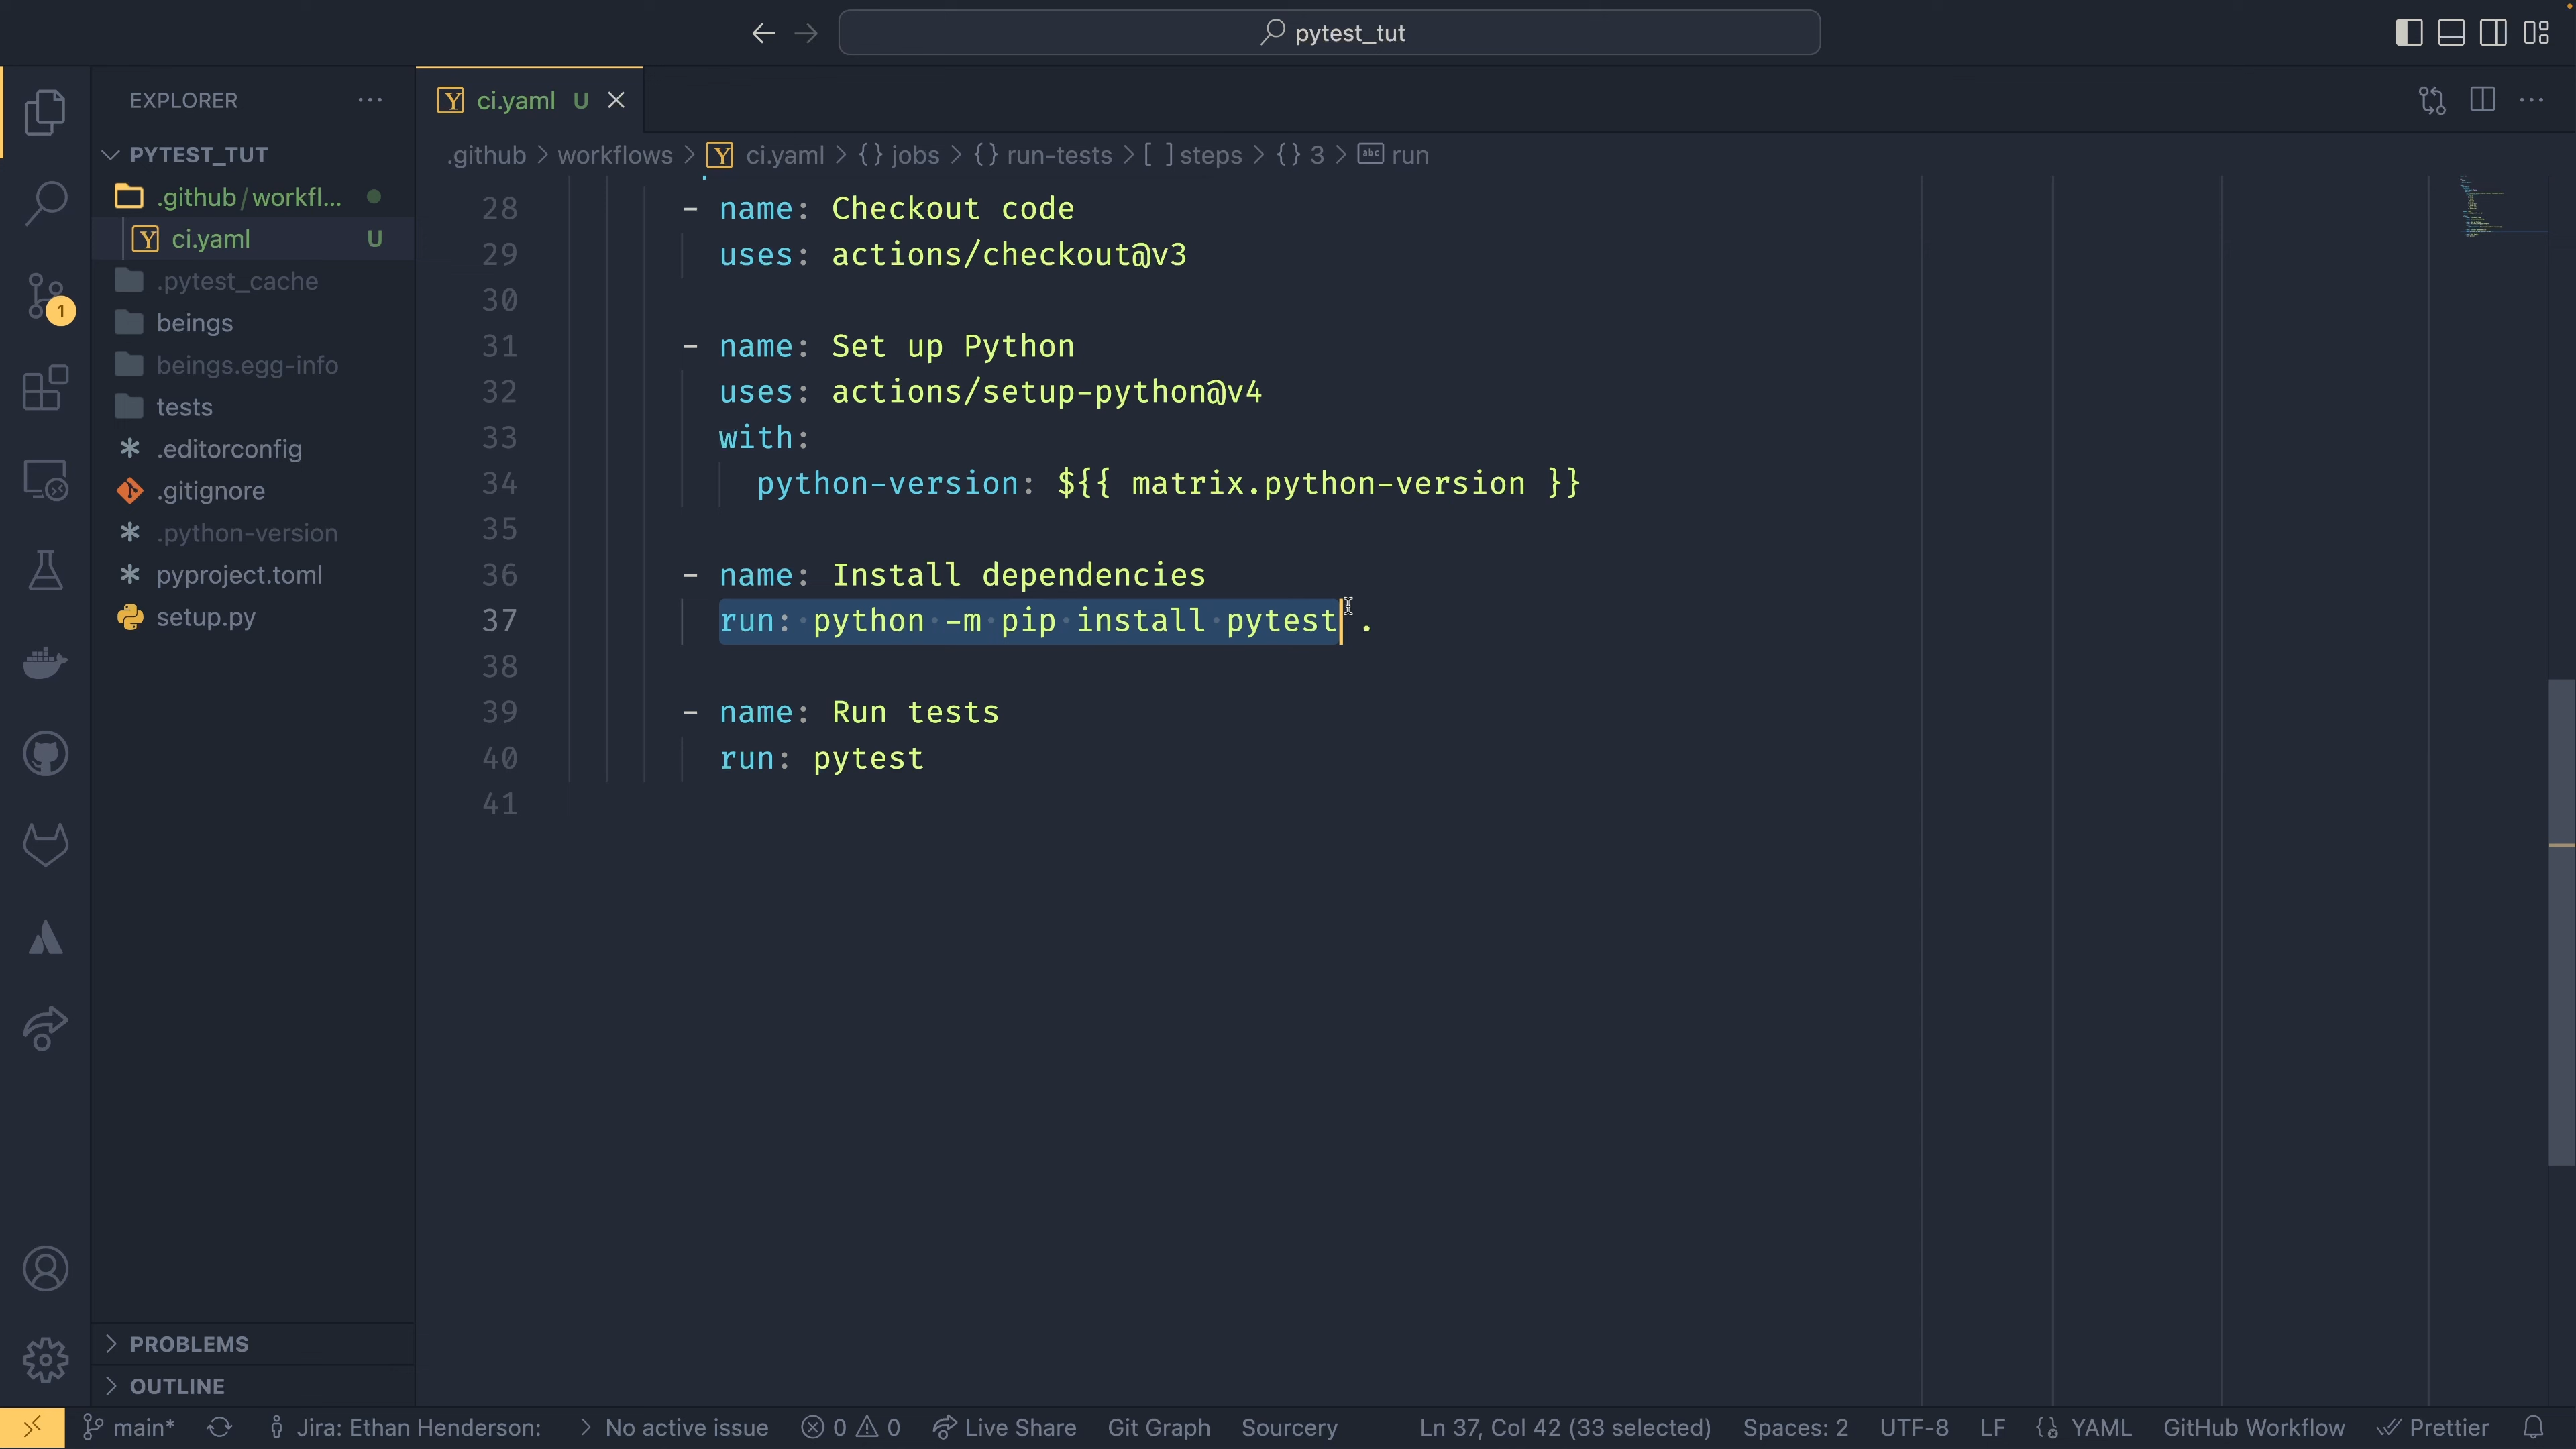 pytest_tut
EXPLORER
ci.yaml U
PYTEST_TUT
.github/workfl...
ci.yaml U
.pytest_cache
beings
beings.egg-info
tests
.editorconfig
.gitignore
.python-version
pyproject.toml
setup.py
PROBLEMS
OUTLINE
1
.github > workflows > ci.yaml > {} jobs > {} run-tests > [ ] steps > {} 3 > abc run
28 - name: Checkout code
29 uses: actions/checkout@v3
30
31 - name: Set up Python
32 uses: actions/setup-python@v4
33 with:
34 python-version: ${{ matrix.python-version }}
35
36 - name: Install dependencies
37 run: python -m pip install pytest .
38
39 - name: Run tests
40 run: pytest
41
main* Jira: Ethan Henderson: > No active issue 0 0 Live Share Git Graph Sourcery Ln 37, Col 42 (33 selected) Spaces: 2 UTF-8 LF YAML GitHub Workflow Prettier